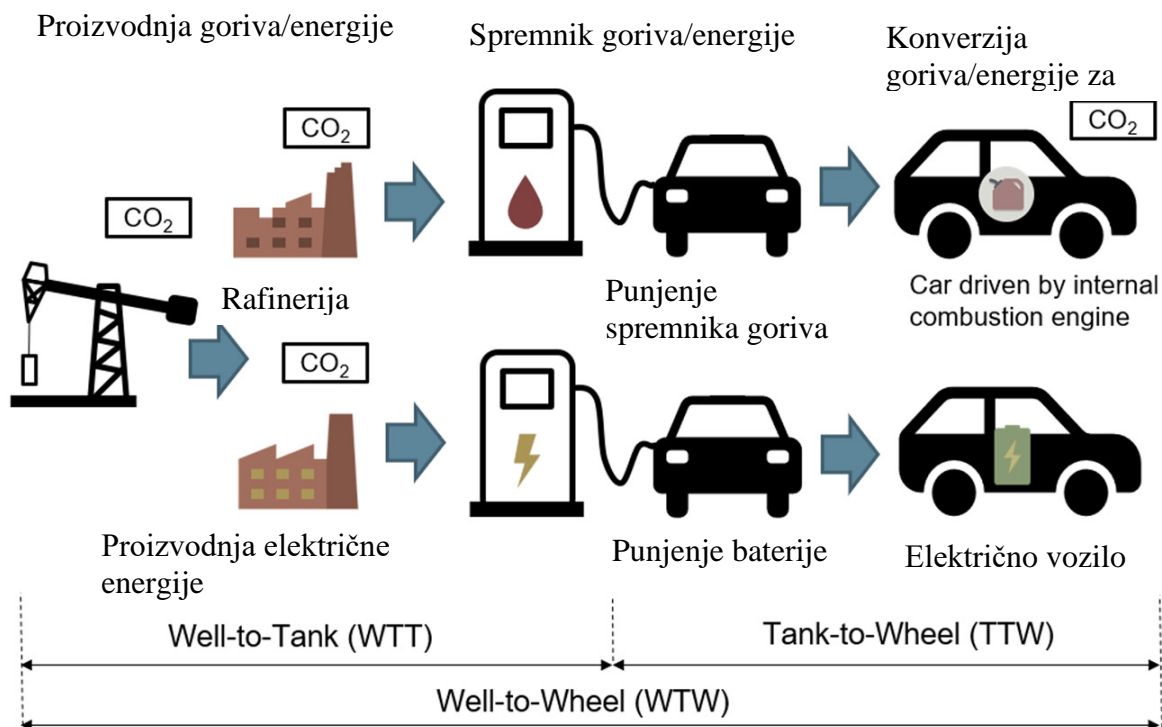 Proizvodnja goriva/energije
Spremnik goriva/energije
Konverzija
goriva/energije za
CO₂
CO₂
CO₂
Rafinerija
Punjenje
spremnika goriva
Car driven by internal
combustion engine
CO₂
Proizvodnja električne
energije
Punjenje baterije
Električno vozilo
Well-to-Tank (WTT)
Tank-to-Wheel (TTW)
Well-to-Wheel (WTW)